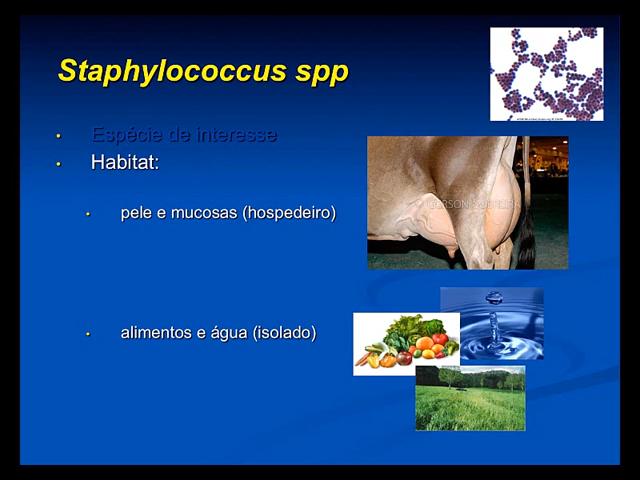 Staphylococcus spp
• Espécie de interesse
• Habitat:
• pele e mucosas (hospedeiro)
• alimentos e água (isolado)